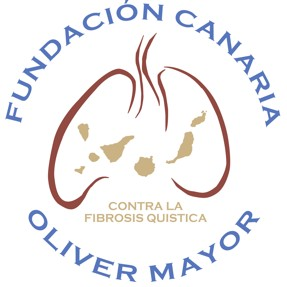 FUNDACIÓN CANARIA
CONTRA LA
FIBROSIS QUISTICA
OLIVER MAYOR